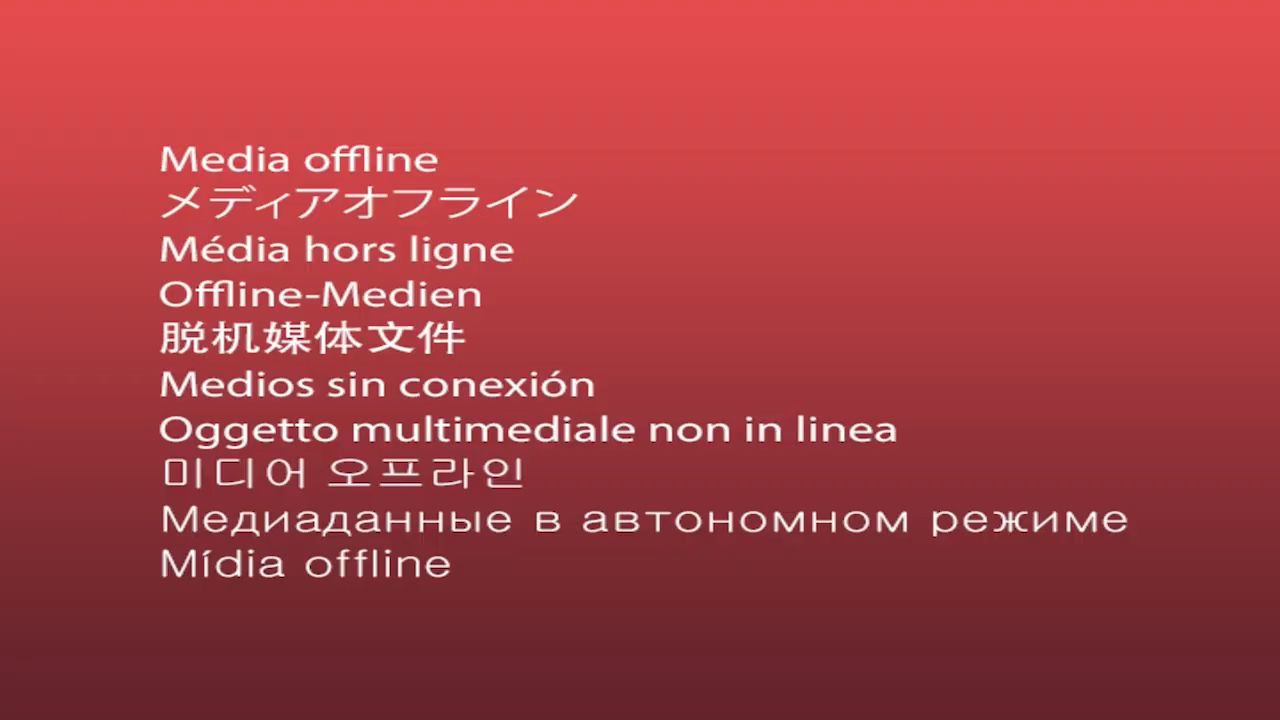 Media offline
メディアオフライン
Média hors ligne
Offline-Medien
脱机媒体文件
Medios sin conexión
Oggetto multimediale non in linea
미디어 오프라인
Медиаданные в автономном режиме
Mídia offline